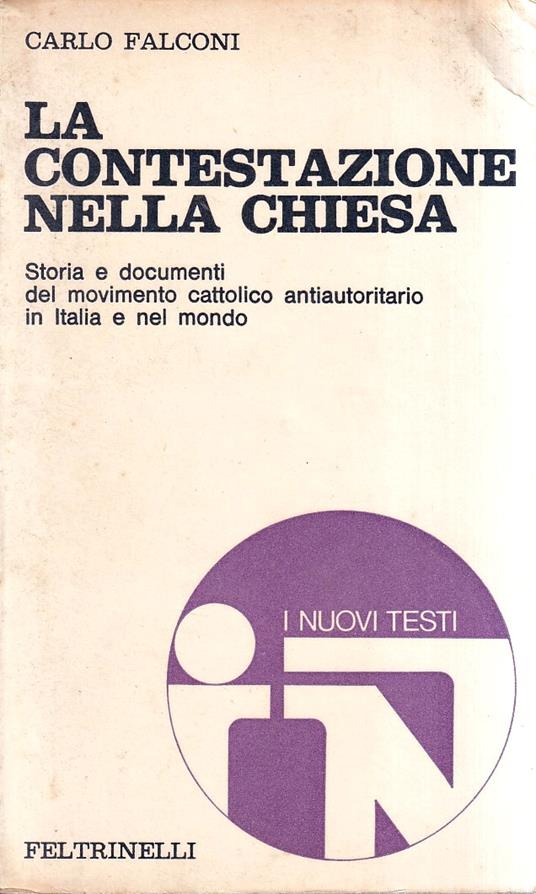 CARLO FALCONI
LA
CONTESTAZIONE
NELLA CHIESA
Storia e documenti
del movimento cattolico antiautoritario
in Italia e nel mondo
I NUOVI TESTI
iN
FELTRINELLI